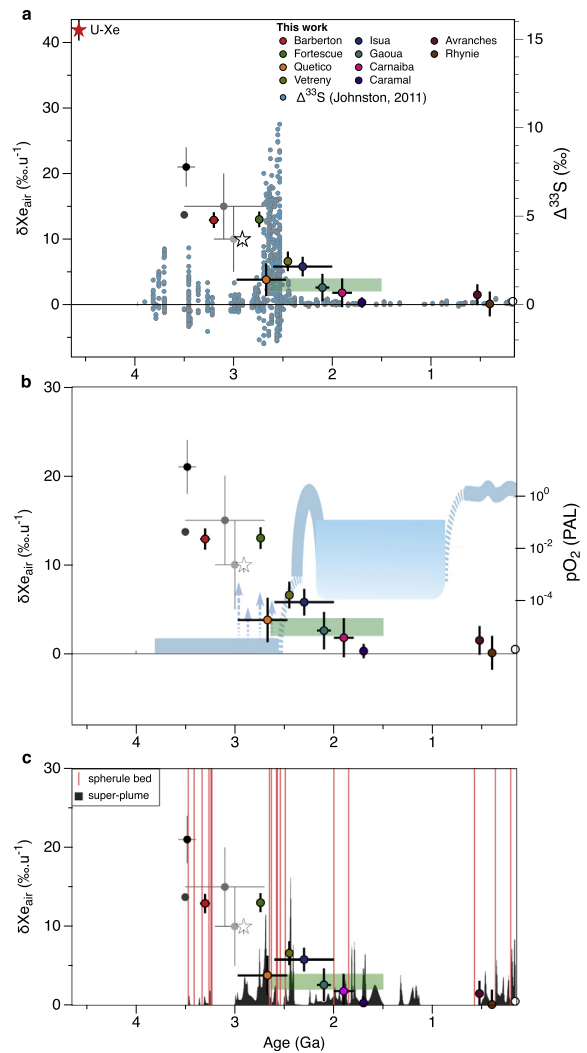 a
U-Xe
This work
Barberton
Isua
Avranches
Fortescue
Gaoua
Rhynie
Quetico
Carnaiba
Vetreny
Caramal
Δ³³S (Johnston, 2011)
40
30
20
10
0
δXeair (‰.u⁻¹)
15
10
5
0
Δ³³S (‰)
4
3
2
1
b
30
20
10
0
δXeair (‰.u⁻¹)
10⁰
10⁻²
10⁻⁴
pO₂ (PAL)
4
3
2
1
c
spherule bed
super-plume
30
20
10
0
δXeair (‰.u⁻¹)
4
3
2
1
Age (Ga)